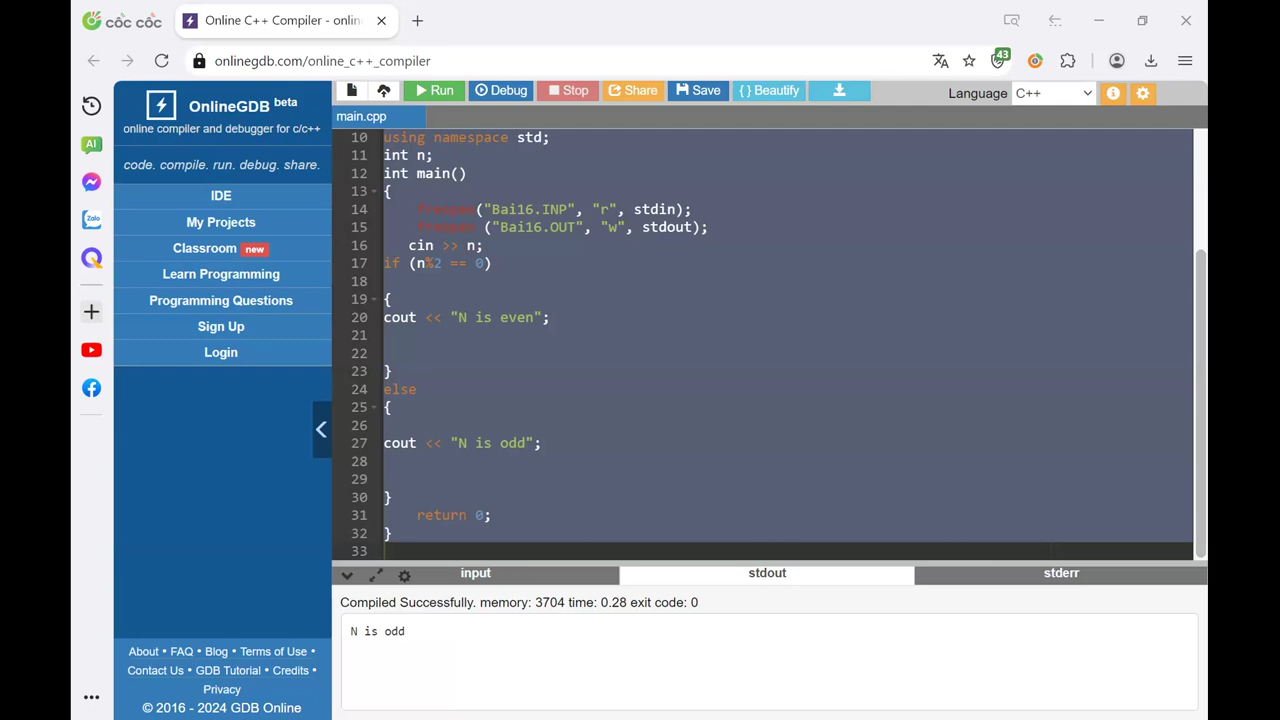 cốc cốc
Online C++ Compiler - onlin
onlinegdb.com/online_c++_compiler
43
OnlineGDB beta
online compiler and debugger for c/c++
code. compile. run. debug. share.
IDE
My Projects
Classroom new
Learn Programming
Programming Questions
Sign Up
Login
About • FAQ • Blog • Terms of Use •
Contact Us • GDB Tutorial • Credits •
Privacy
© 2016 - 2024 GDB Online
AI
Zalo
Run Debug Stop Share Save { } Beautify
Language C++
main.cpp
10 using namespace std;
11 int n;
12 int main()
13 {
14 freopen("Bai16.INP", "r", stdin);
15 freopen ("Bai16.OUT", "w", stdout);
16 cin >> n;
17 if (n%2 == 0)
18
19 {
20 cout << "N is even";
21
22
23 }
24 else
25 {
26
27 cout << "N is odd";
28
29
30 }
31 return 0;
32 }
33
input stdout stderr
Compiled Successfully. memory: 3704 time: 0.28 exit code: 0
N is odd